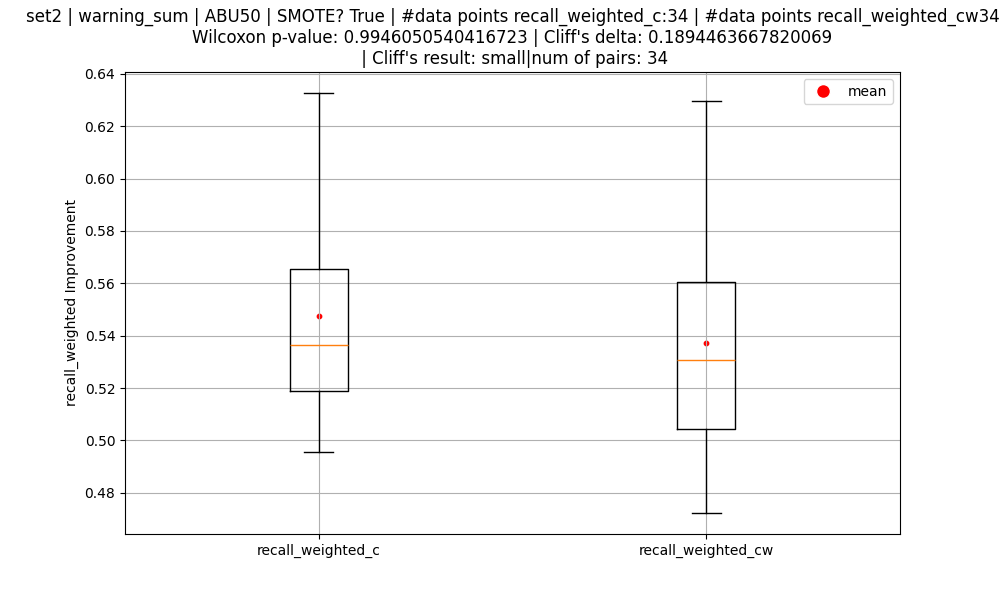 set2 | warning_sum | ABU50 | SMOTE? True | #data points recall_weighted_c:34 | #data points recall_weighted_cw34
Wilcoxon p-value: 0.9946050540416723 | Cliff's delta: 0.1894463667820069
| Cliff's result: small|num of pairs: 34
mean
recall_weighted Improvement
0.64
0.62
0.60
0.58
0.56
0.54
0.52
0.50
0.48
recall_weighted_c
recall_weighted_cw